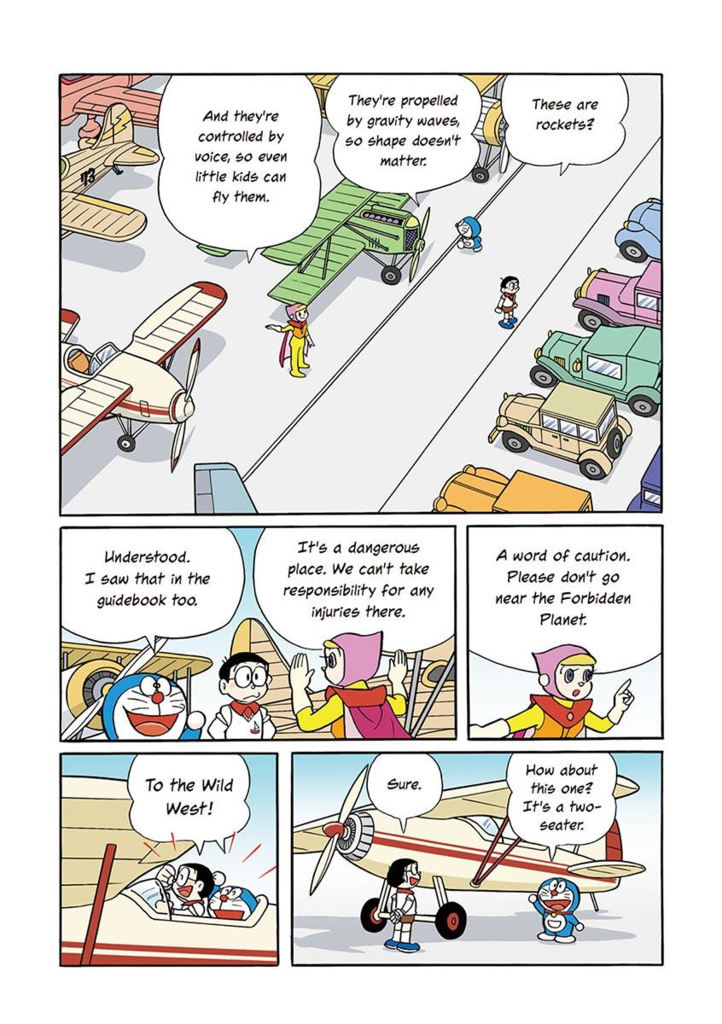 These are
rockets?
They're propelled
by gravity waves,
so shape doesn't
matter.
And they're
controlled by
voice, so even
little kids can
fly them.
113
A word of caution.
Please don't go
near the Forbidden
Planet.
It's a dangerous
place. We can't take
responsibility for any
injuries there.
Understood.
I saw that in the
guidebook too.
How about
this one?
It's a two-
seater.
Sure.
To the Wild
West!